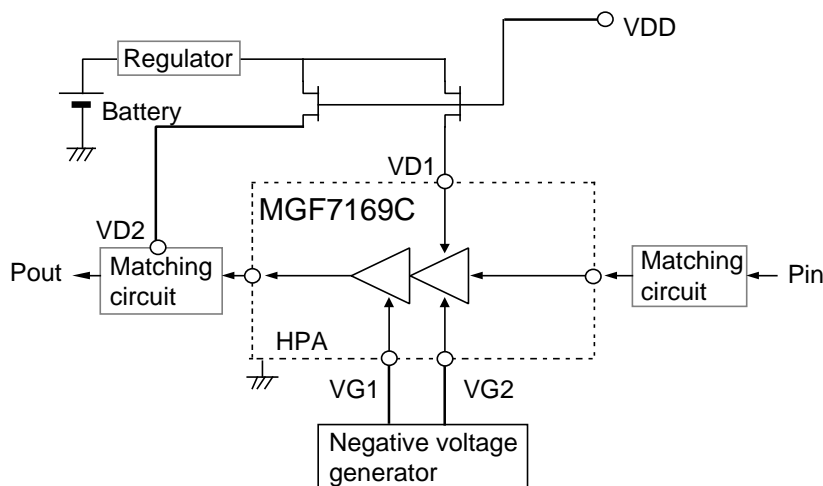 VDD
Regulator
Battery
VD1
MGF7169C
VD2
Pout
Matching
circuit
Matching
circuit
Pin
HPA
VG1
VG2
Negative voltage
generator